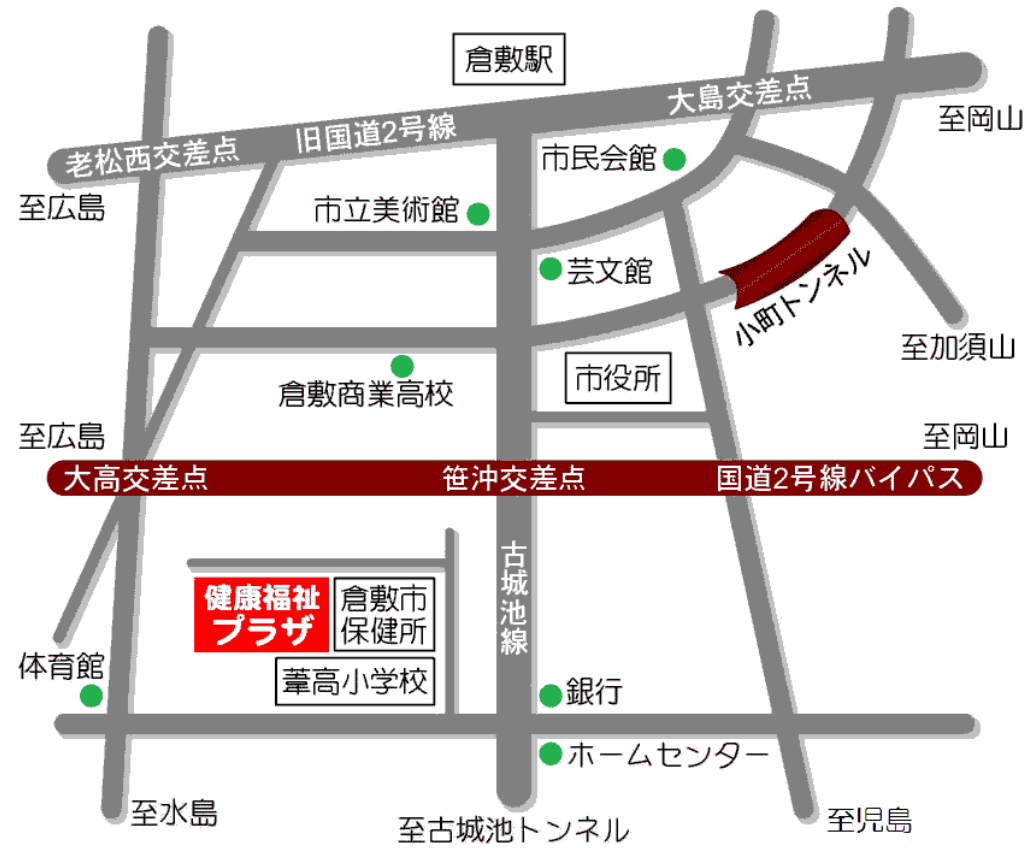 倉敷駅
大島交差点
至岡山
旧国道2号線
老松西交差点
市民会館
至広島
市立美術館
芸文館
小町トンネル
至加須山
市役所
倉敷商業高校
至広島
至岡山
大高交差点
笹沖交差点
国道2号線バイパス
古城池線
健康福祉
プラザ
倉敷市
保健所
体育館
葦高小学校
銀行
ホームセンター
至水島
至古城池トンネル
至児島